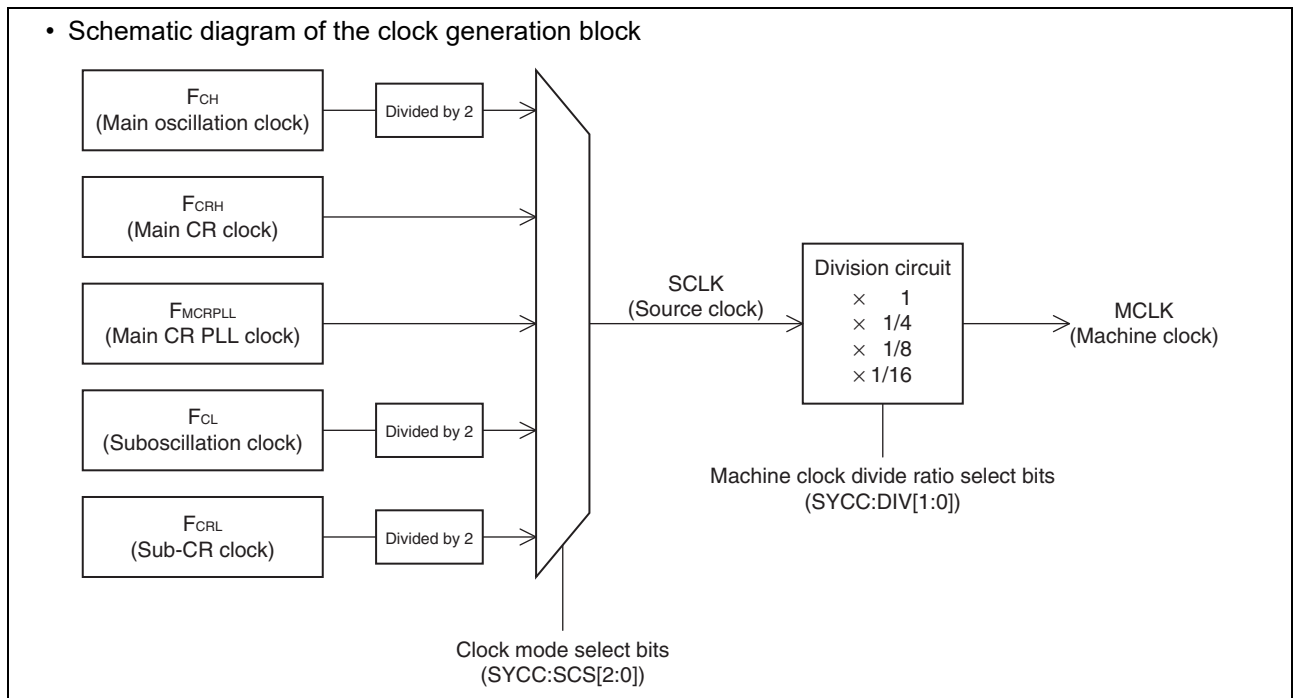 • Schematic diagram of the clock generation block
FCH
(Main oscillation clock)
Divided by 2
FCRH
(Main CR clock)
FMCRPLL
(Main CR PLL clock)
FCL
(Suboscillation clock)
Divided by 2
FCRL
(Sub-CR clock)
Divided by 2
Clock mode select bits
(SYCC:SCS[2:0])
SCLK
(Source clock)
Division circuit
× 1
× 1/4
× 1/8
× 1/16
Machine clock divide ratio select bits
(SYCC:DIV[1:0])
MCLK
(Machine clock)